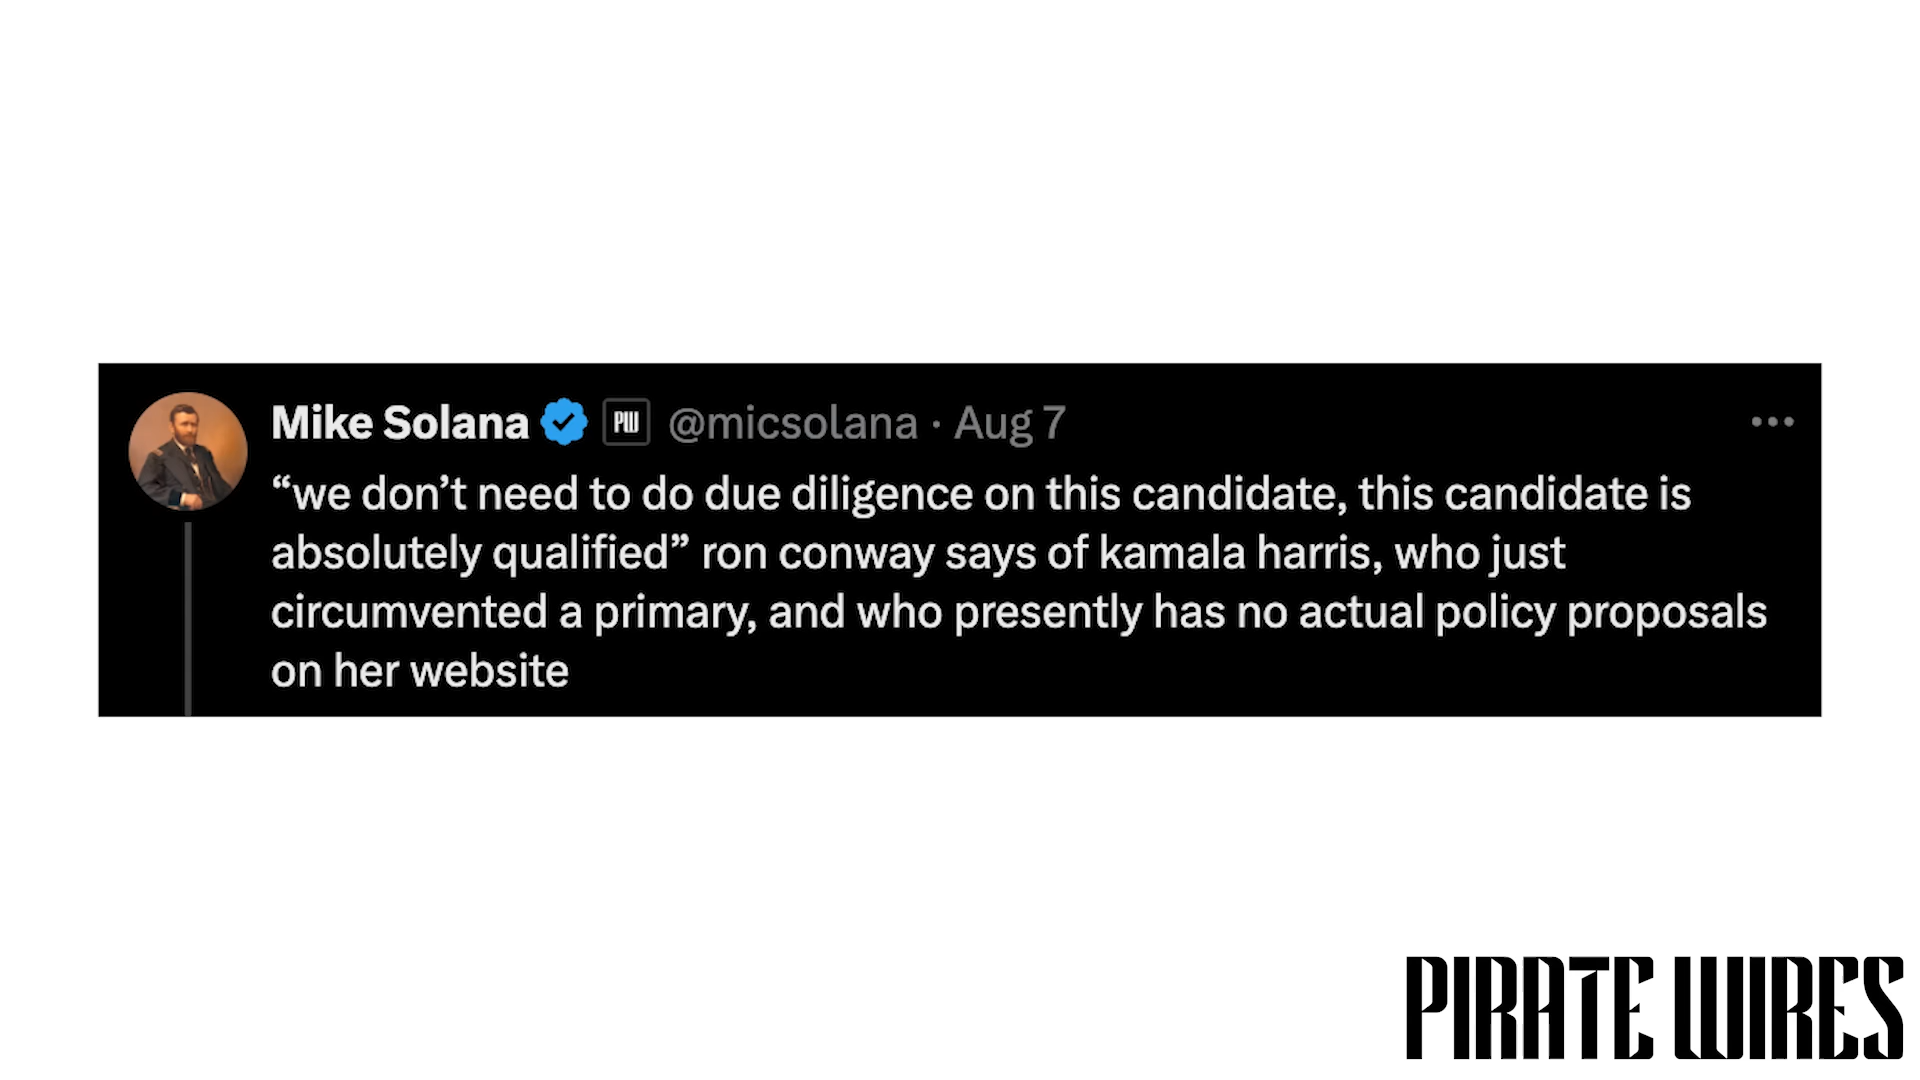 Mike Solana PW @micsolana · Aug 7
“we don’t need to do due diligence on this candidate, this candidate is
absolutely qualified” ron conway says of kamala harris, who just
circumvented a primary, and who presently has no actual policy proposals
on her website
PIRATE WIRES